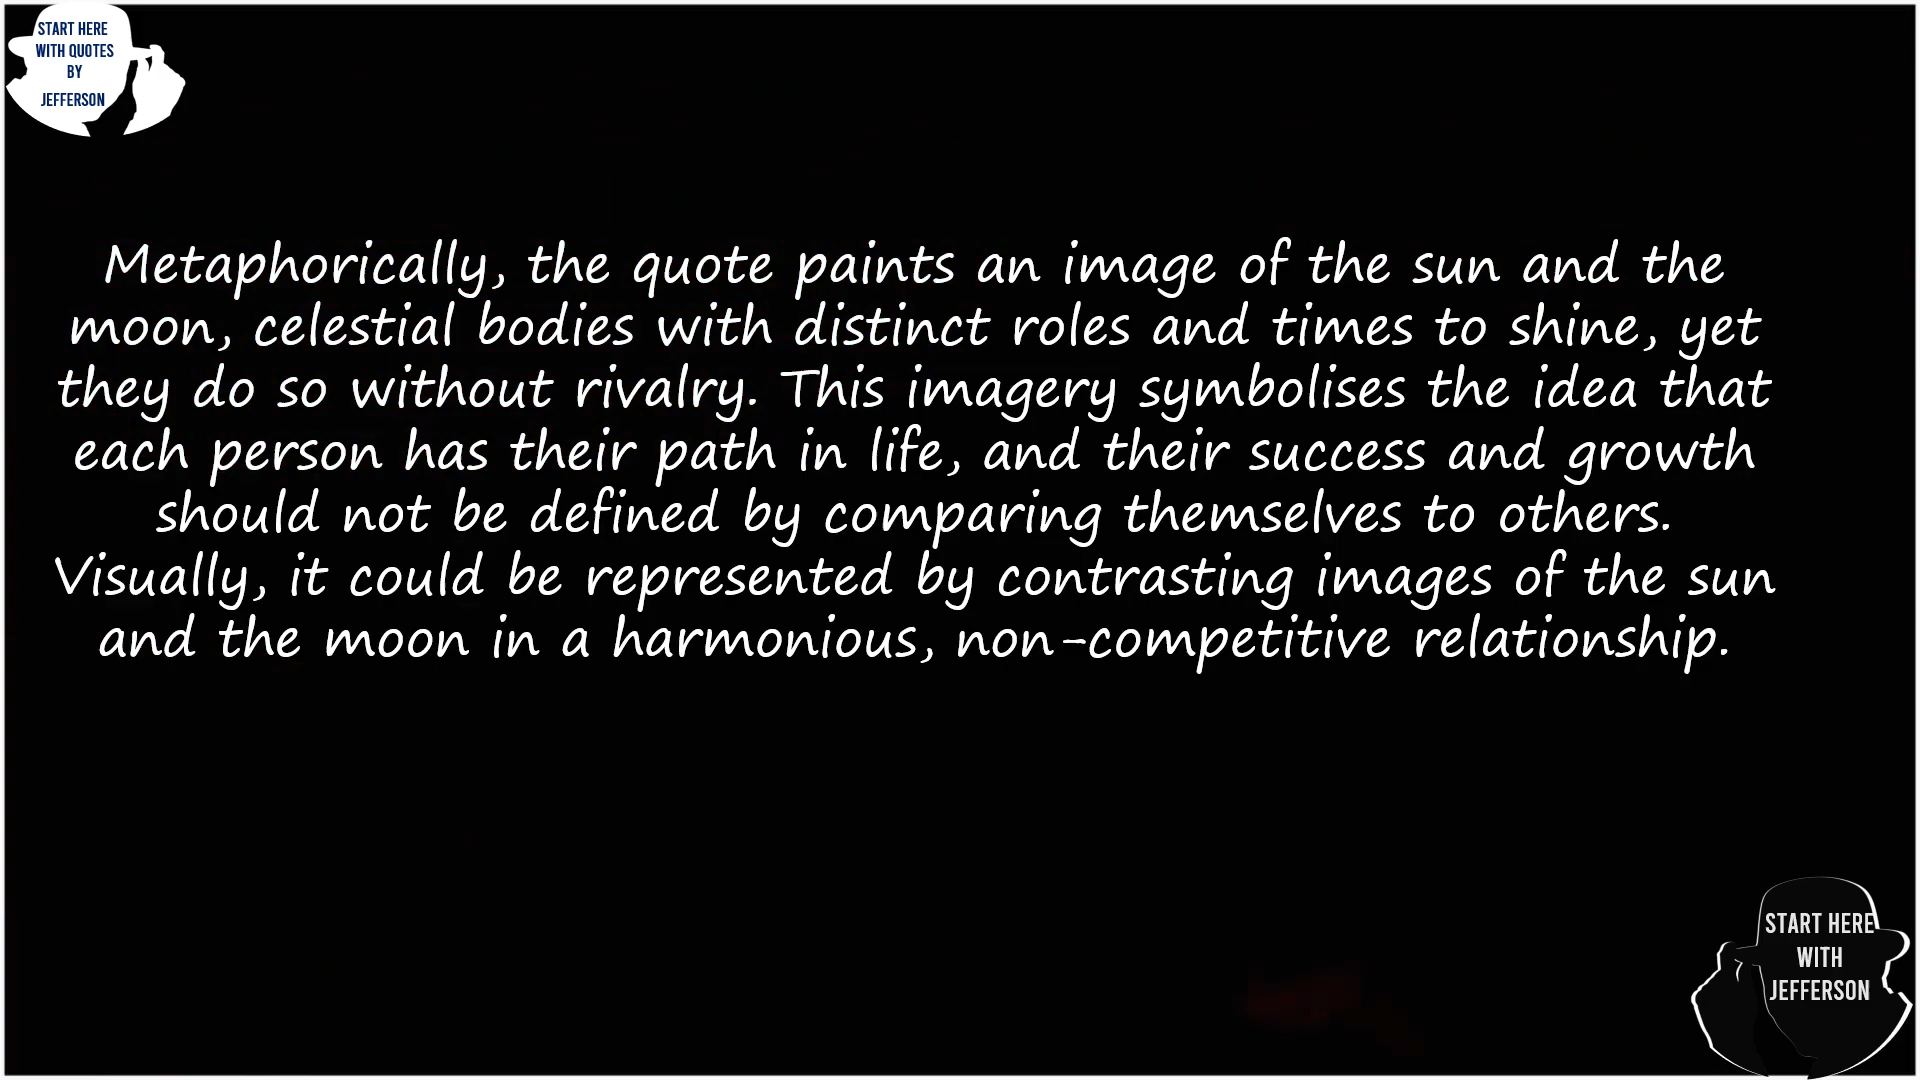 START HERE
WITH QUOTES
BY
JEFFERSON
Metaphorically, the quote paints an image of the sun and the
moon, celestial bodies with distinct roles and times to shine, yet
they do so without rivalry. This imagery symbolises the idea that
each person has their path in life, and their success and growth
should not be defined by comparing themselves to others.
Visually, it could be represented by contrasting images of the sun
and the moon in a harmonious, non-competitive relationship.
START HERE
WITH
JEFFERSON